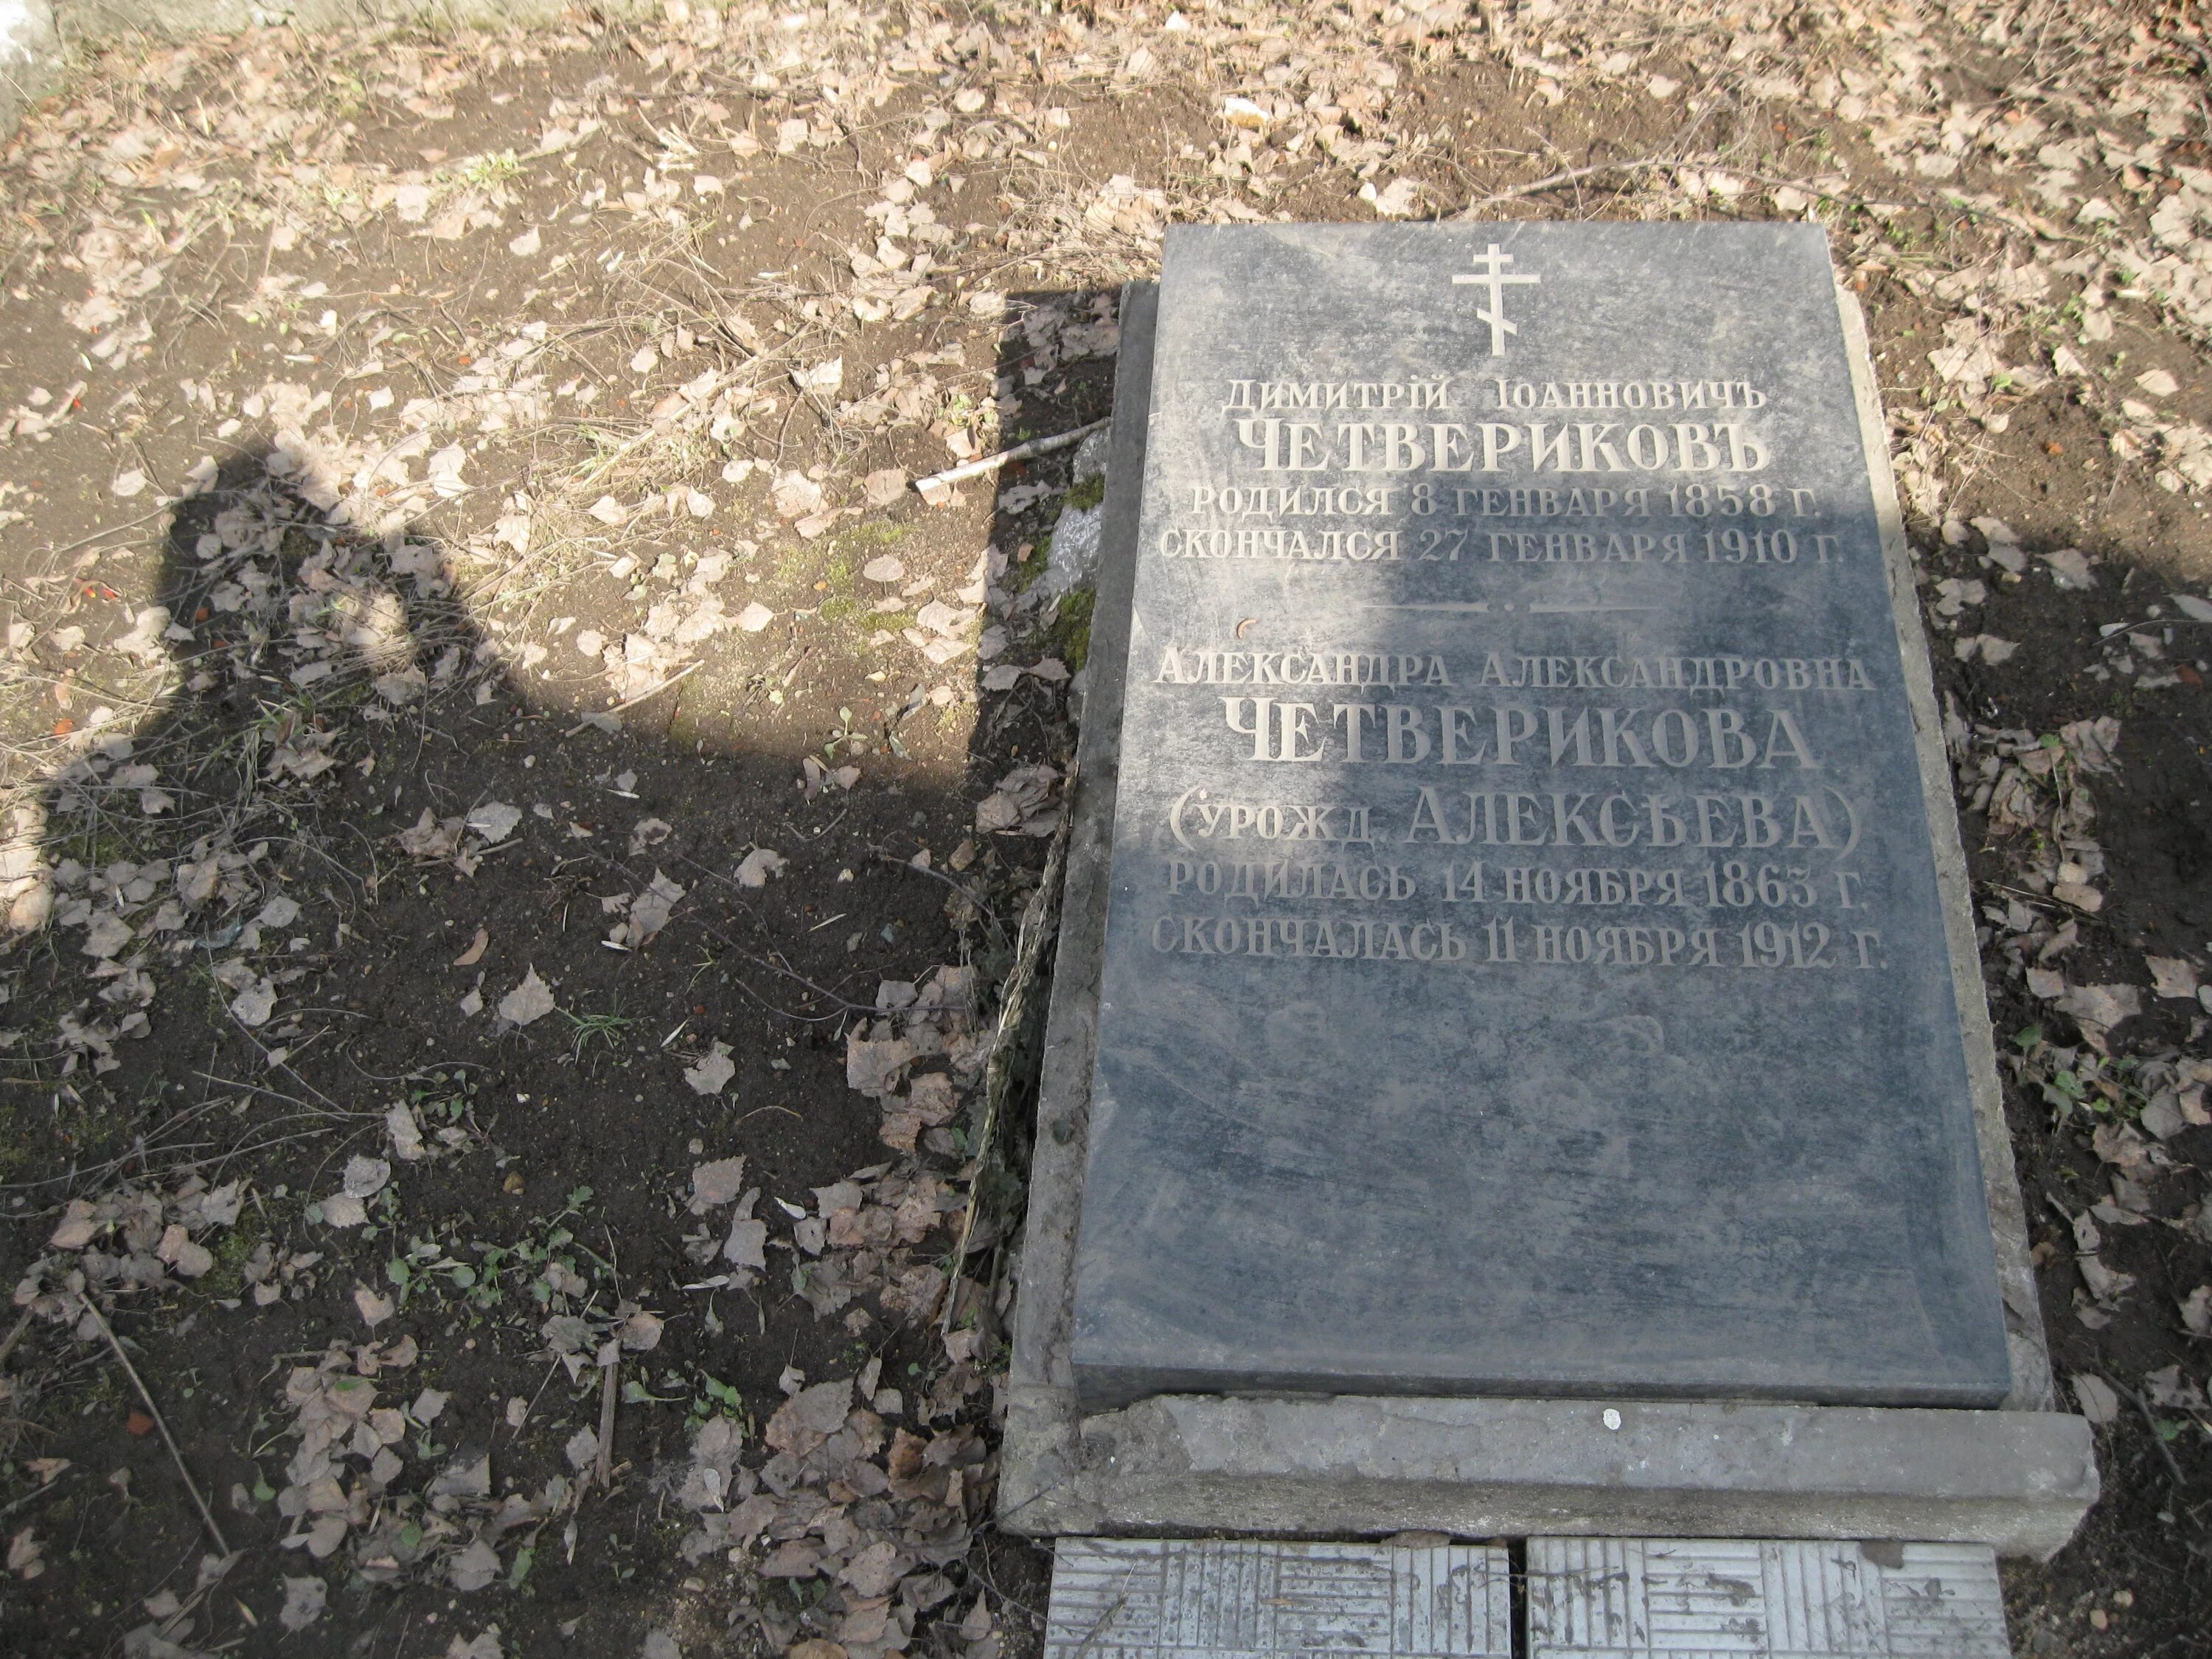 Димитрій Іоанновичъ
Четвериковъ
родился 8 генваря 1858 г.
скончался 27 генваря 1910 г.
Александра Александровна
Четверикова
(урожд. Алексѣева)
родилась 14 ноября 1863 г.
скончалась 11 ноября 1912 г.